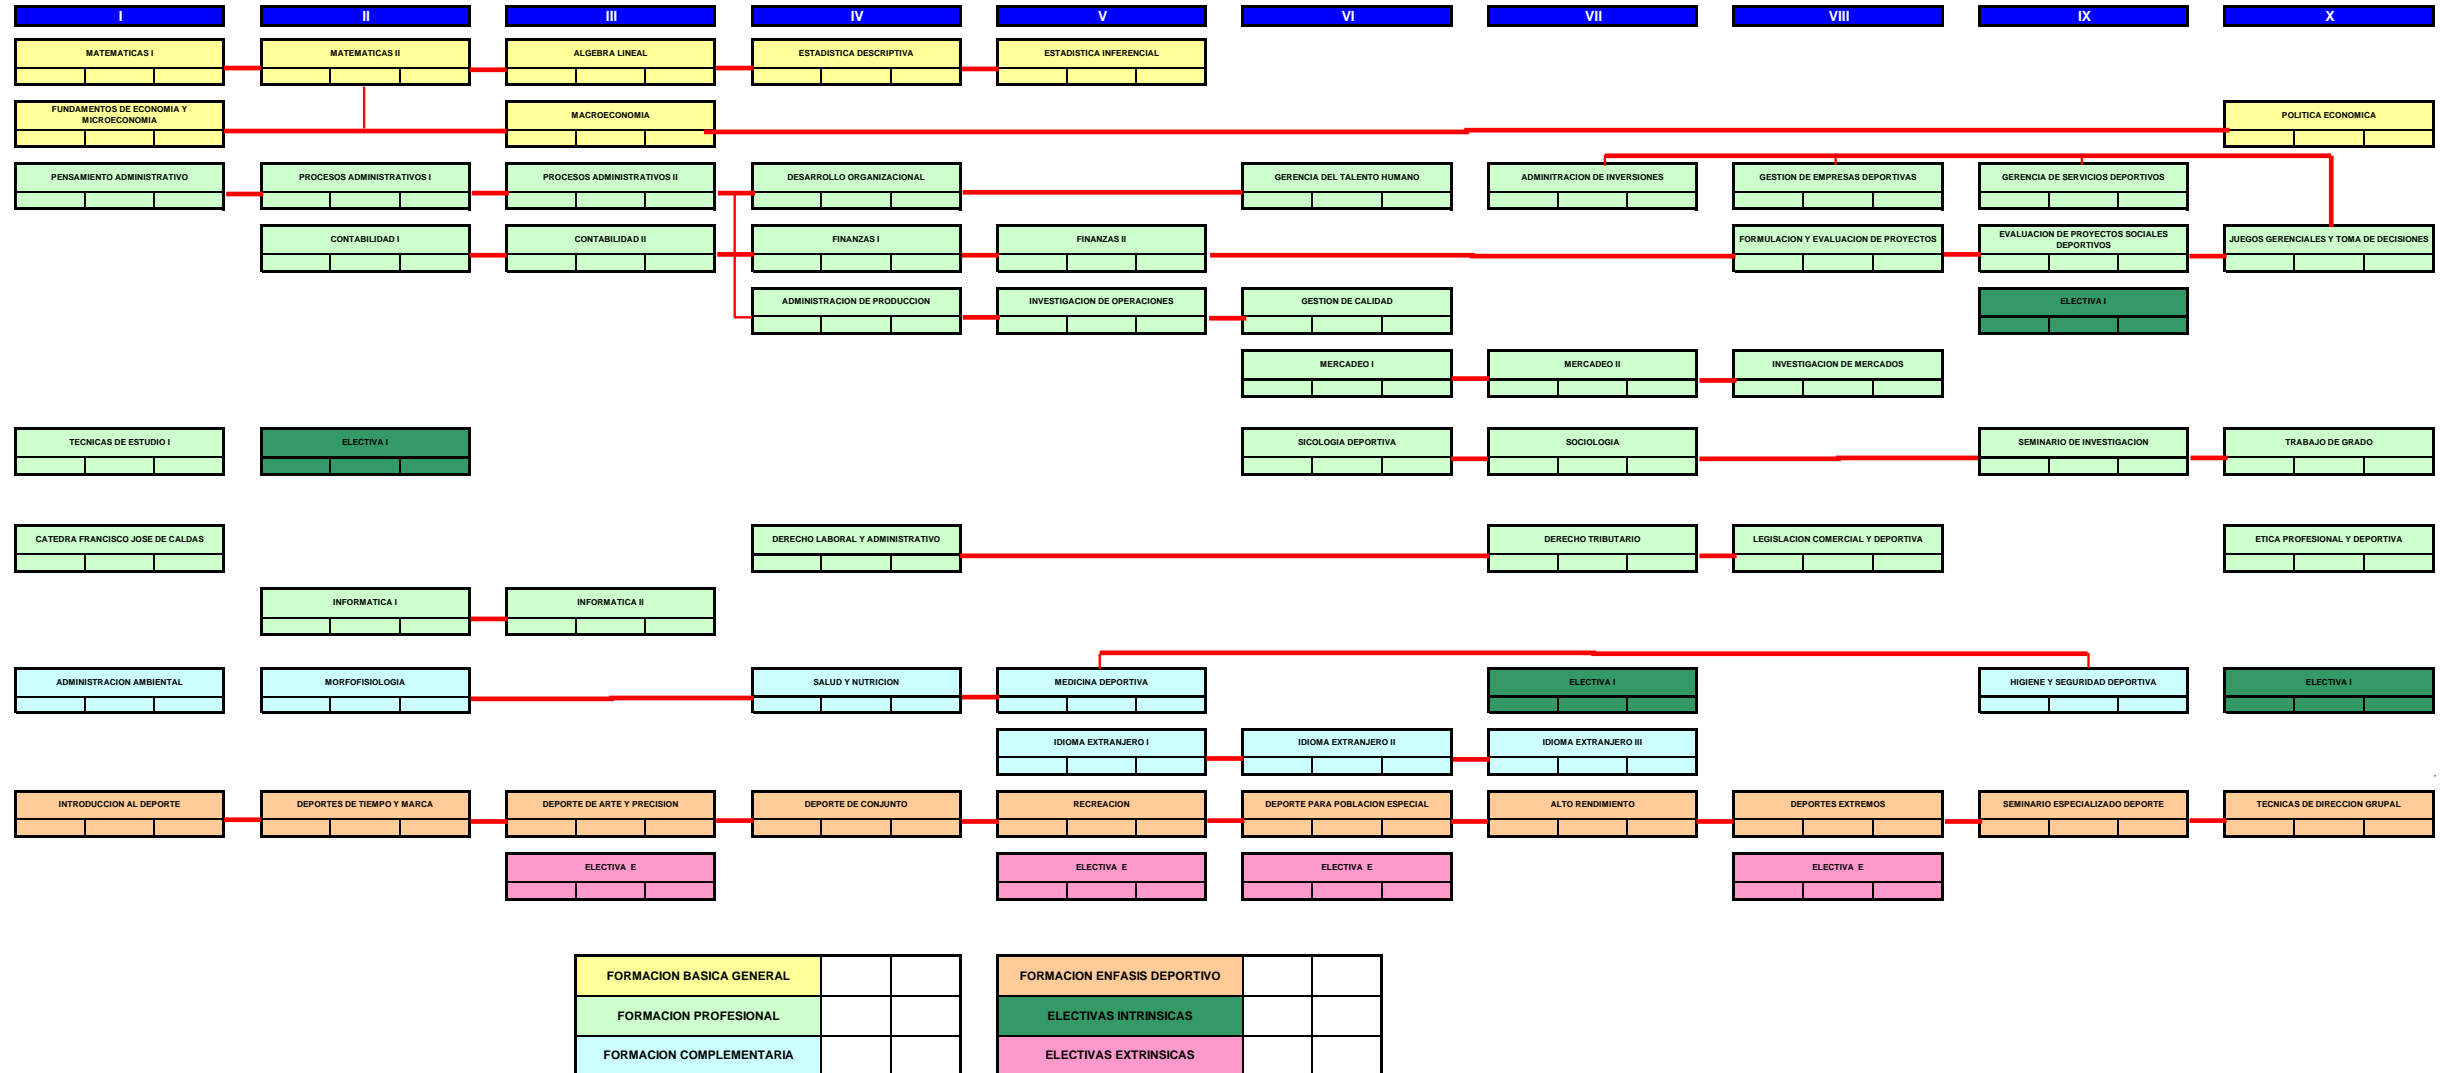 I II III IV V VI VII VIII IX X
MATEMATICAS I MATEMATICAS II ALGEBRA LINEAL ESTADISTICA DESCRIPTIVA ESTADISTICA INFERENCIAL
FUNDAMENTOS DE ECONOMIA Y
MICROECONOMIA
MACROECONOMIA POLITICA ECONOMICA
PENSAMIENTO ADMINISTRATIVO PROCESOS ADMINISTRATIVOS I PROCESOS ADMINISTRATIVOS II DESARROLLO ORGANIZACIONAL GERENCIA DEL TALENTO HUMANO ADMINITRACION DE INVERSIONES GESTION DE EMPRESAS DEPORTIVAS GERENCIA DE SERVICIOS DEPORTIVOS
CONTABILIDAD I CONTABILIDAD II FINANZAS I FINANZAS II FORMULACION Y EVALUACION DE PROYECTOS
EVALUACION DE PROYECTOS SOCIALES
DEPORTIVOS
JUEGOS GERENCIALES Y TOMA DE DECISIONES
ADMINISTRACION DE PRODUCCION INVESTIGACION DE OPERACIONES GESTION DE CALIDAD ELECTIVA I
MERCADEO I MERCADEO II INVESTIGACION DE MERCADOS
TECNICAS DE ESTUDIO I ELECTIVA I SICOLOGIA DEPORTIVA SOCIOLOGIA SEMINARIO DE INVESTIGACION TRABAJO DE GRADO
CATEDRA FRANCISCO JOSE DE CALDAS DERECHO LABORAL Y ADMINISTRATIVO DERECHO TRIBUTARIO LEGISLACION COMERCIAL Y DEPORTIVA ETICA PROFESIONAL Y DEPORTIVA
INFORMATICA I INFORMATICA II
ADMINISTRACION AMBIENTAL MORFOFISIOLOGIA SALUD Y NUTRICION MEDICINA DEPORTIVA ELECTIVA I HIGIENE Y SEGURIDAD DEPORTIVA ELECTIVA I
IDIOMA EXTRANJERO I IDIOMA EXTRANJERO II IDIOMA EXTRANJERO III
INTRODUCCION AL DEPORTE DEPORTES DE TIEMPO Y MARCA DEPORTE DE ARTE Y PRECISION DEPORTE DE CONJUNTO RECREACION DEPORTE PARA POBLACION ESPECIAL ALTO RENDIMIENTO DEPORTES EXTREMOS SEMINARIO ESPECIALIZADO DEPORTE TECNICAS DE DIRECCION GRUPAL
ELECTIVA E ELECTIVA E ELECTIVA E ELECTIVA E
FORMACION BASICA GENERAL FORMACION ENFASIS DEPORTIVO
FORMACION PROFESIONAL ELECTIVAS INTRINSICAS
FORMACION COMPLEMENTARIA ELECTIVAS EXTRINSICAS